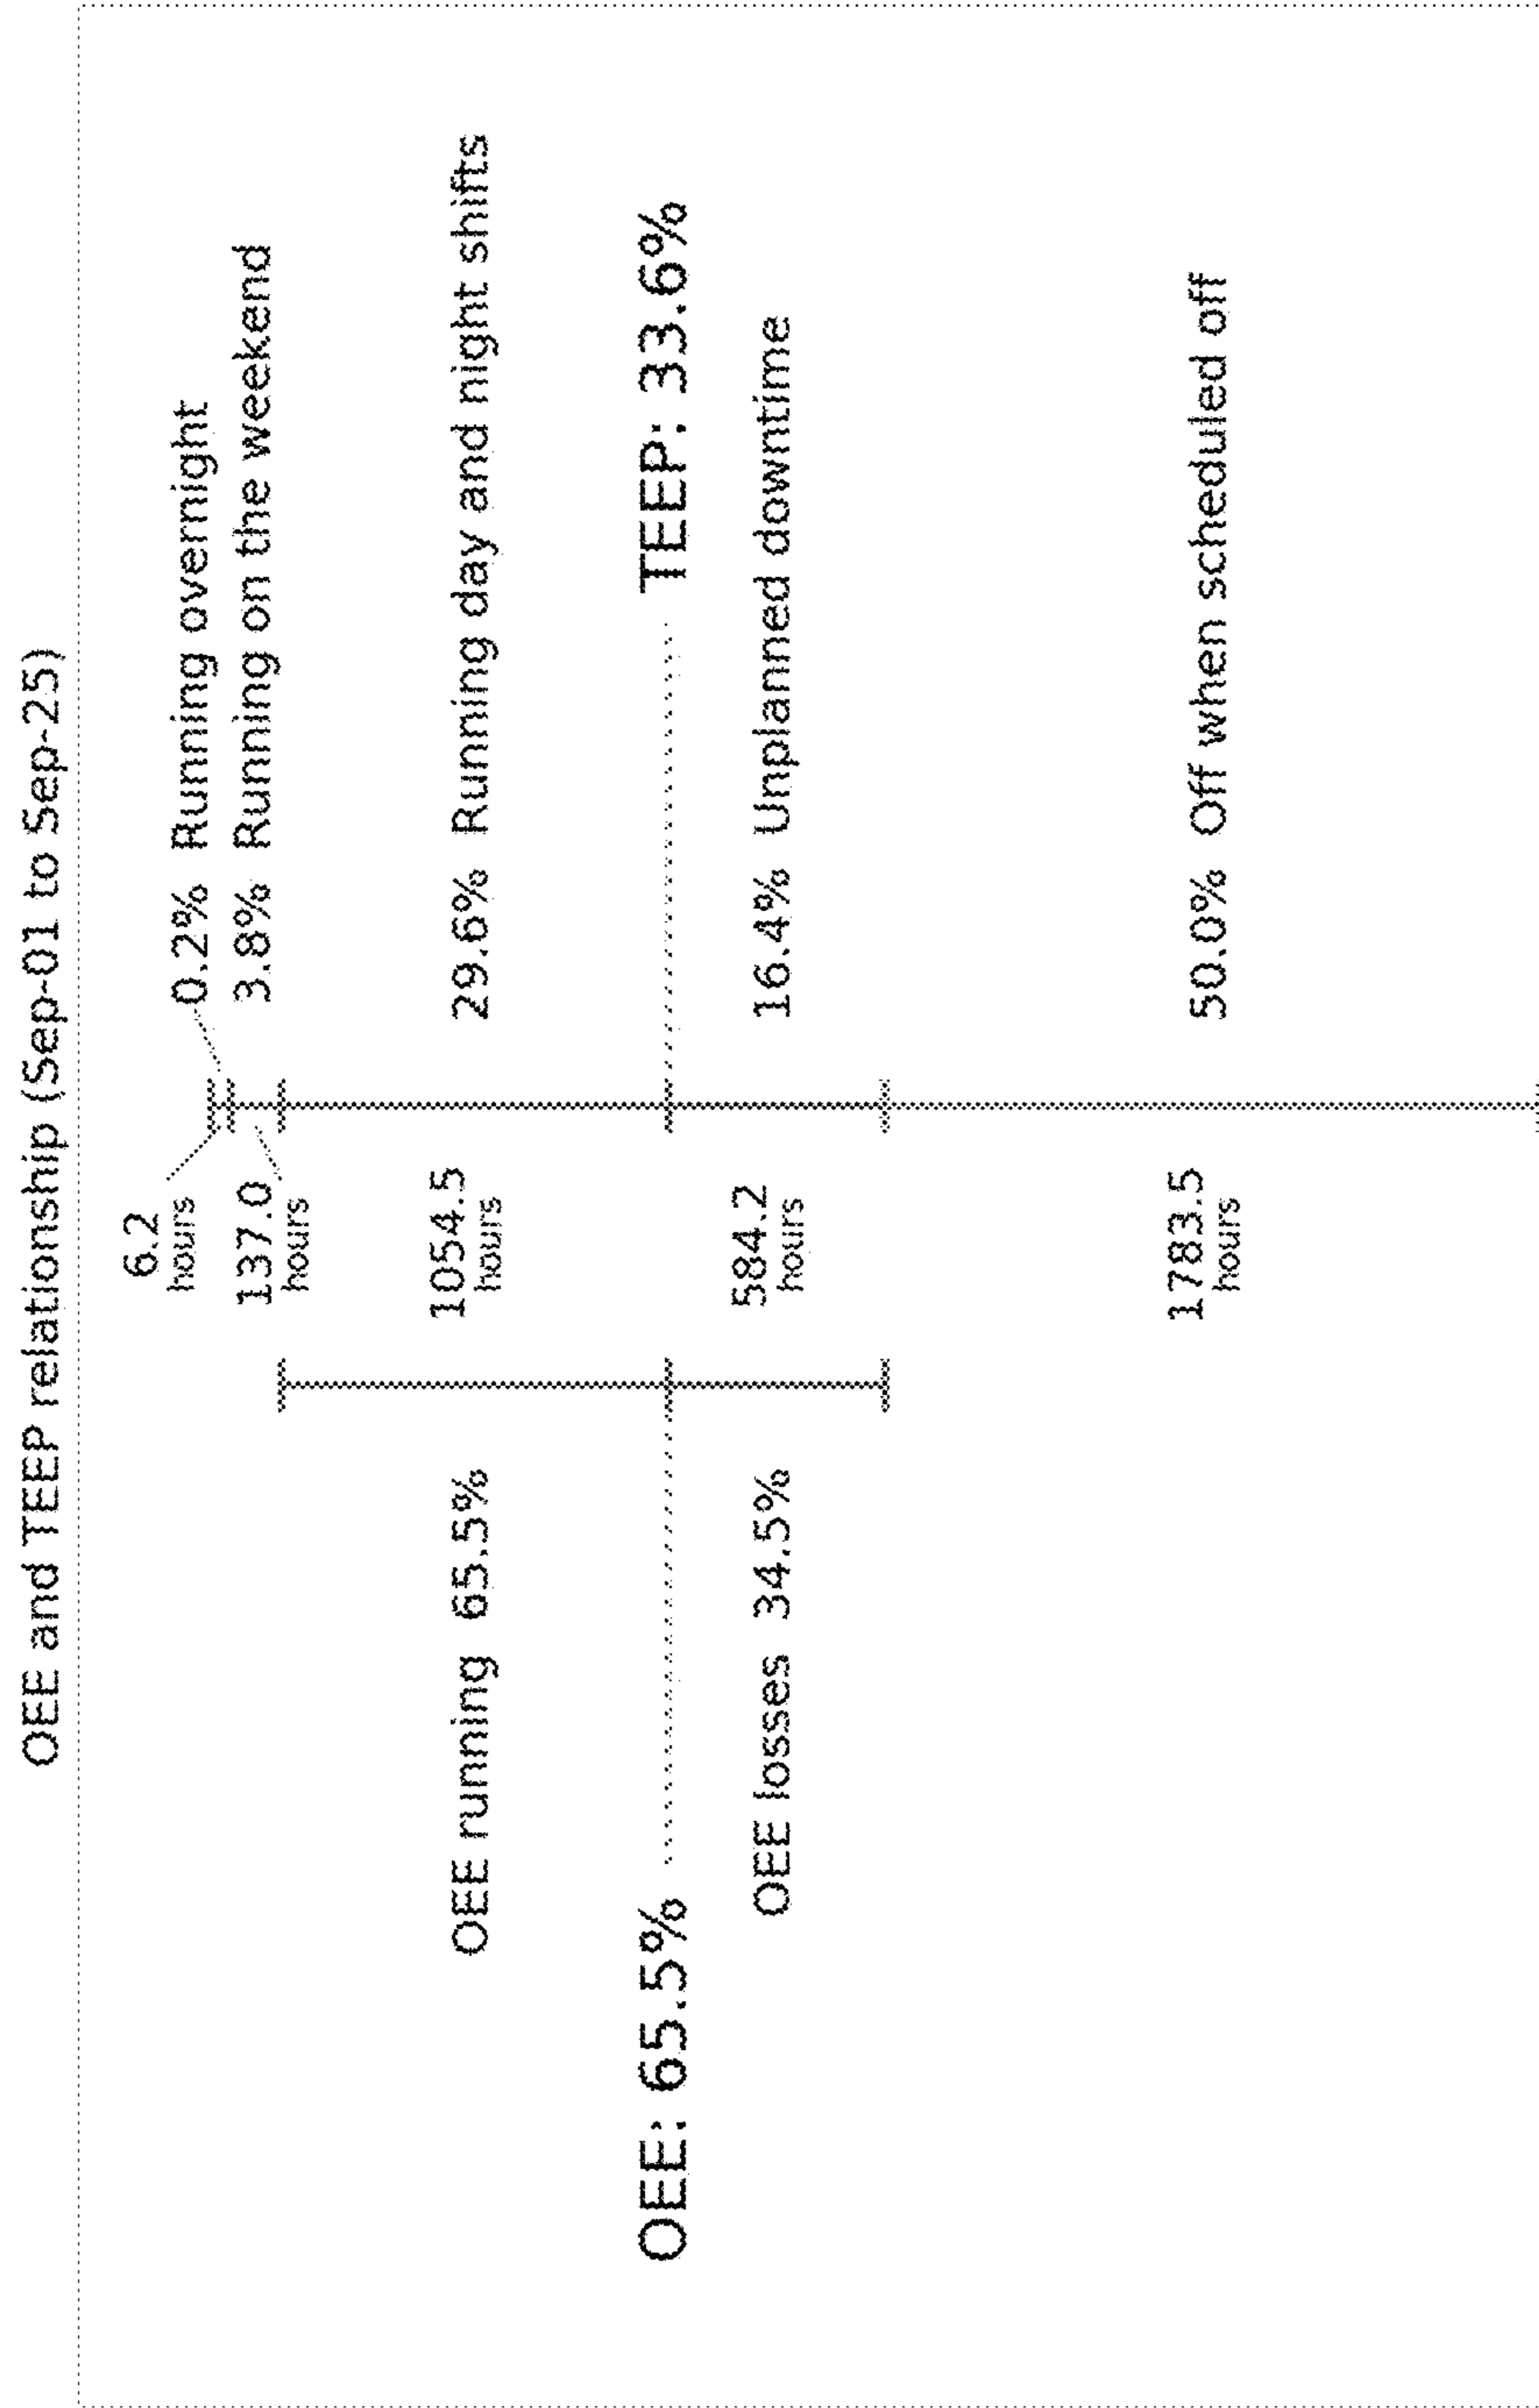 OEE and TEEP relationship (Sep-01 to Sep-25)
6.2
hours
0.2% Running overnight
137.0
hours
3.8% Running on the weekend
OEE running 65.5%
1054.5
hours
29.6% Running day and night shifts
OEE: 65.5%
TEEP: 33.6%
OEE losses 34.5%
584.2
hours
16.4% Unplanned downtime
1783.5
hours
50.0% Off when scheduled off